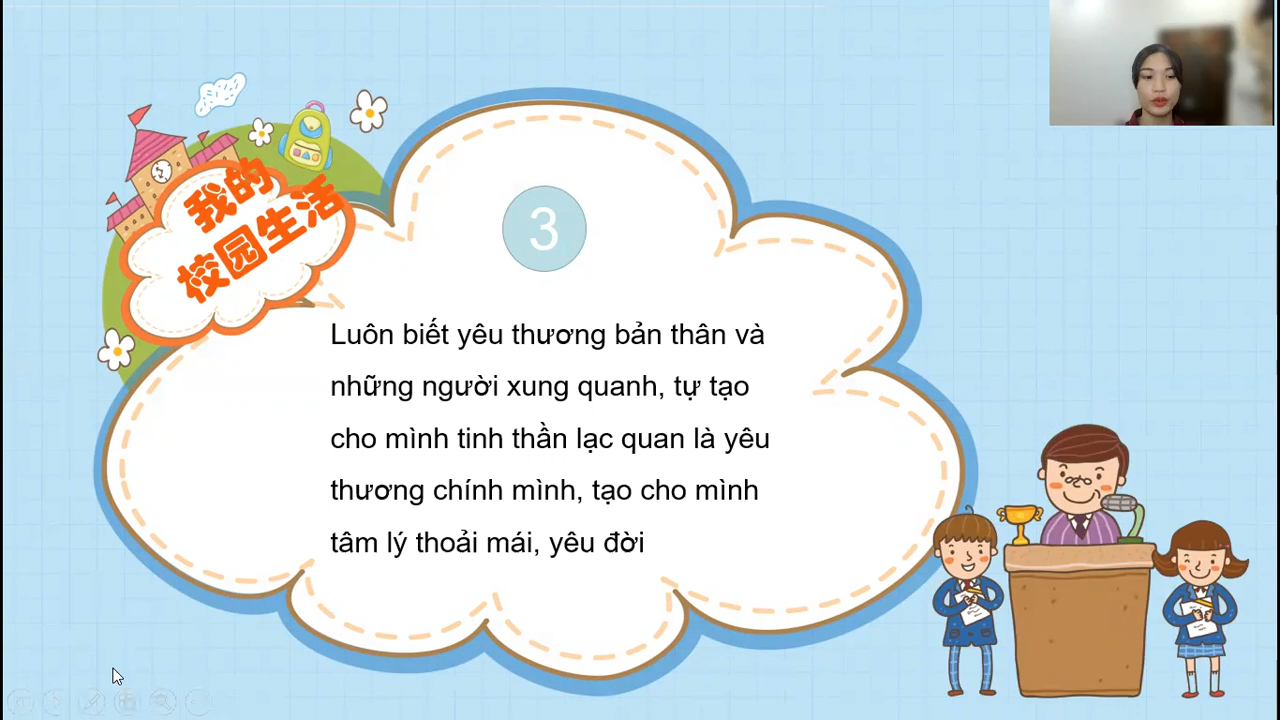 我的
校园生活
3
Luôn biết yêu thương bản thân và
những người xung quanh, tự tạo
cho mình tinh thần lạc quan là yêu
thương chính mình, tạo cho mình
tâm lý thoải mái, yêu đời